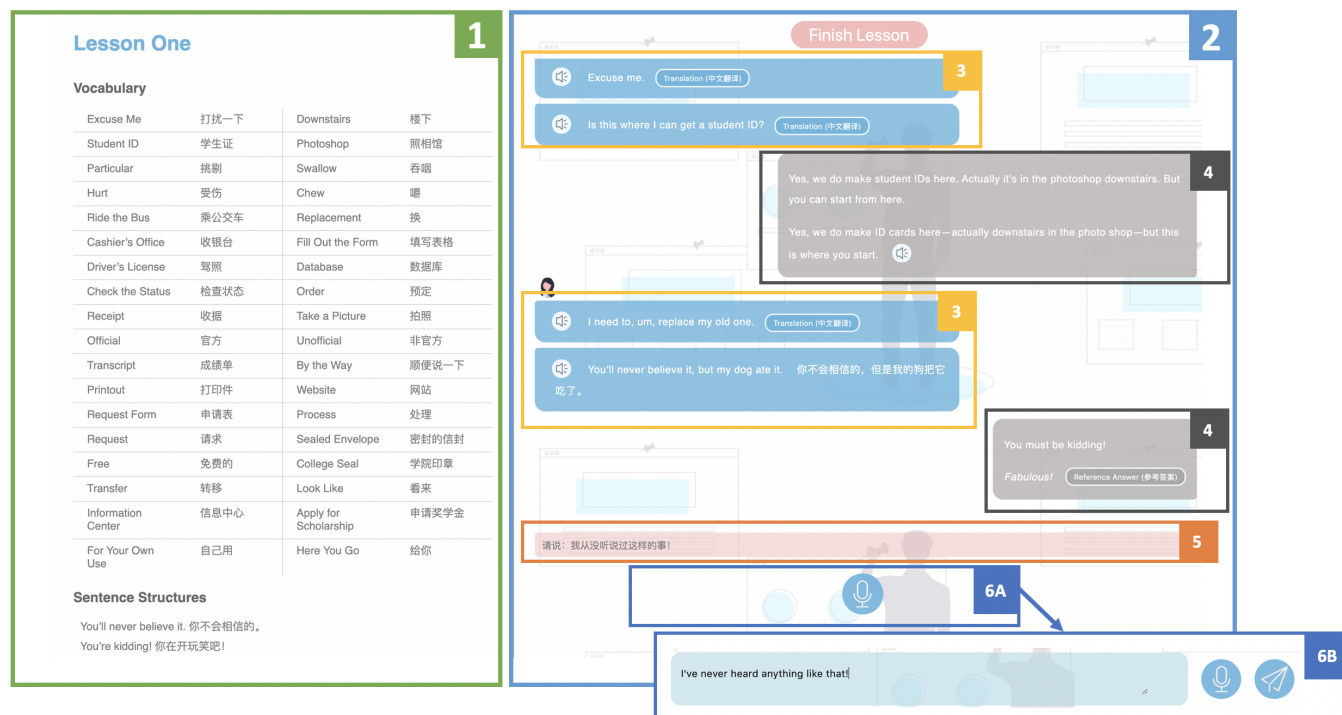 1
Lesson One
Vocabulary
Excuse Me 打扰一下 Downstairs 楼下
Student ID 学生证 Photoshop 照相馆
Particular 挑剔 Swallow 吞咽
Hurt 受伤 Chew 嚼
Ride the Bus 乘公交车 Replacement 换
Cashier's Office 收银台 Fill Out the Form 填写表格
Driver's License 驾照 Database 数据库
Check the Status 检查状态 Order 预定
Receipt 收据 Take a Picture 拍照
Official 官方 Unofficial 非官方
Transcript 成绩单 By the Way 顺便说一下
Printout 打印件 Website 网站
Request Form 申请表 Process 处理
Request 请求 Sealed Envelope 密封的信封
Free 免费的 College Seal 学院印章
Transfer 转移 Look Like 看来
Information Center 信息中心 Apply for Scholarship 申请奖学金
For Your Own Use 自己用 Here You Go 给你
Sentence Structures
You'll never believe it. 你不会相信的。
You're kidding! 你在开玩笑吧!
2
Finish Lesson
3
Excuse me. Translation (中文翻译)
Is this where I can get a student ID? Translation (中文翻译)
4
Yes, we do make student IDs here. Actually it's in the photoshop downstairs. But
you can start from here.
Yes, we do make ID cards here—actually downstairs in the photo shop—but this
is where you start.
3
I need to, um, replace my old one. Translation (中文翻译)
You'll never believe it, but my dog ate it. 你不会相信的，但是我的狗把它
吃了。
4
You must be kidding!
Fabulous! Reference Answer (参考答案)
5
请说：我从没听说过这样的事!
6A
6B
I've never heard anything like that!